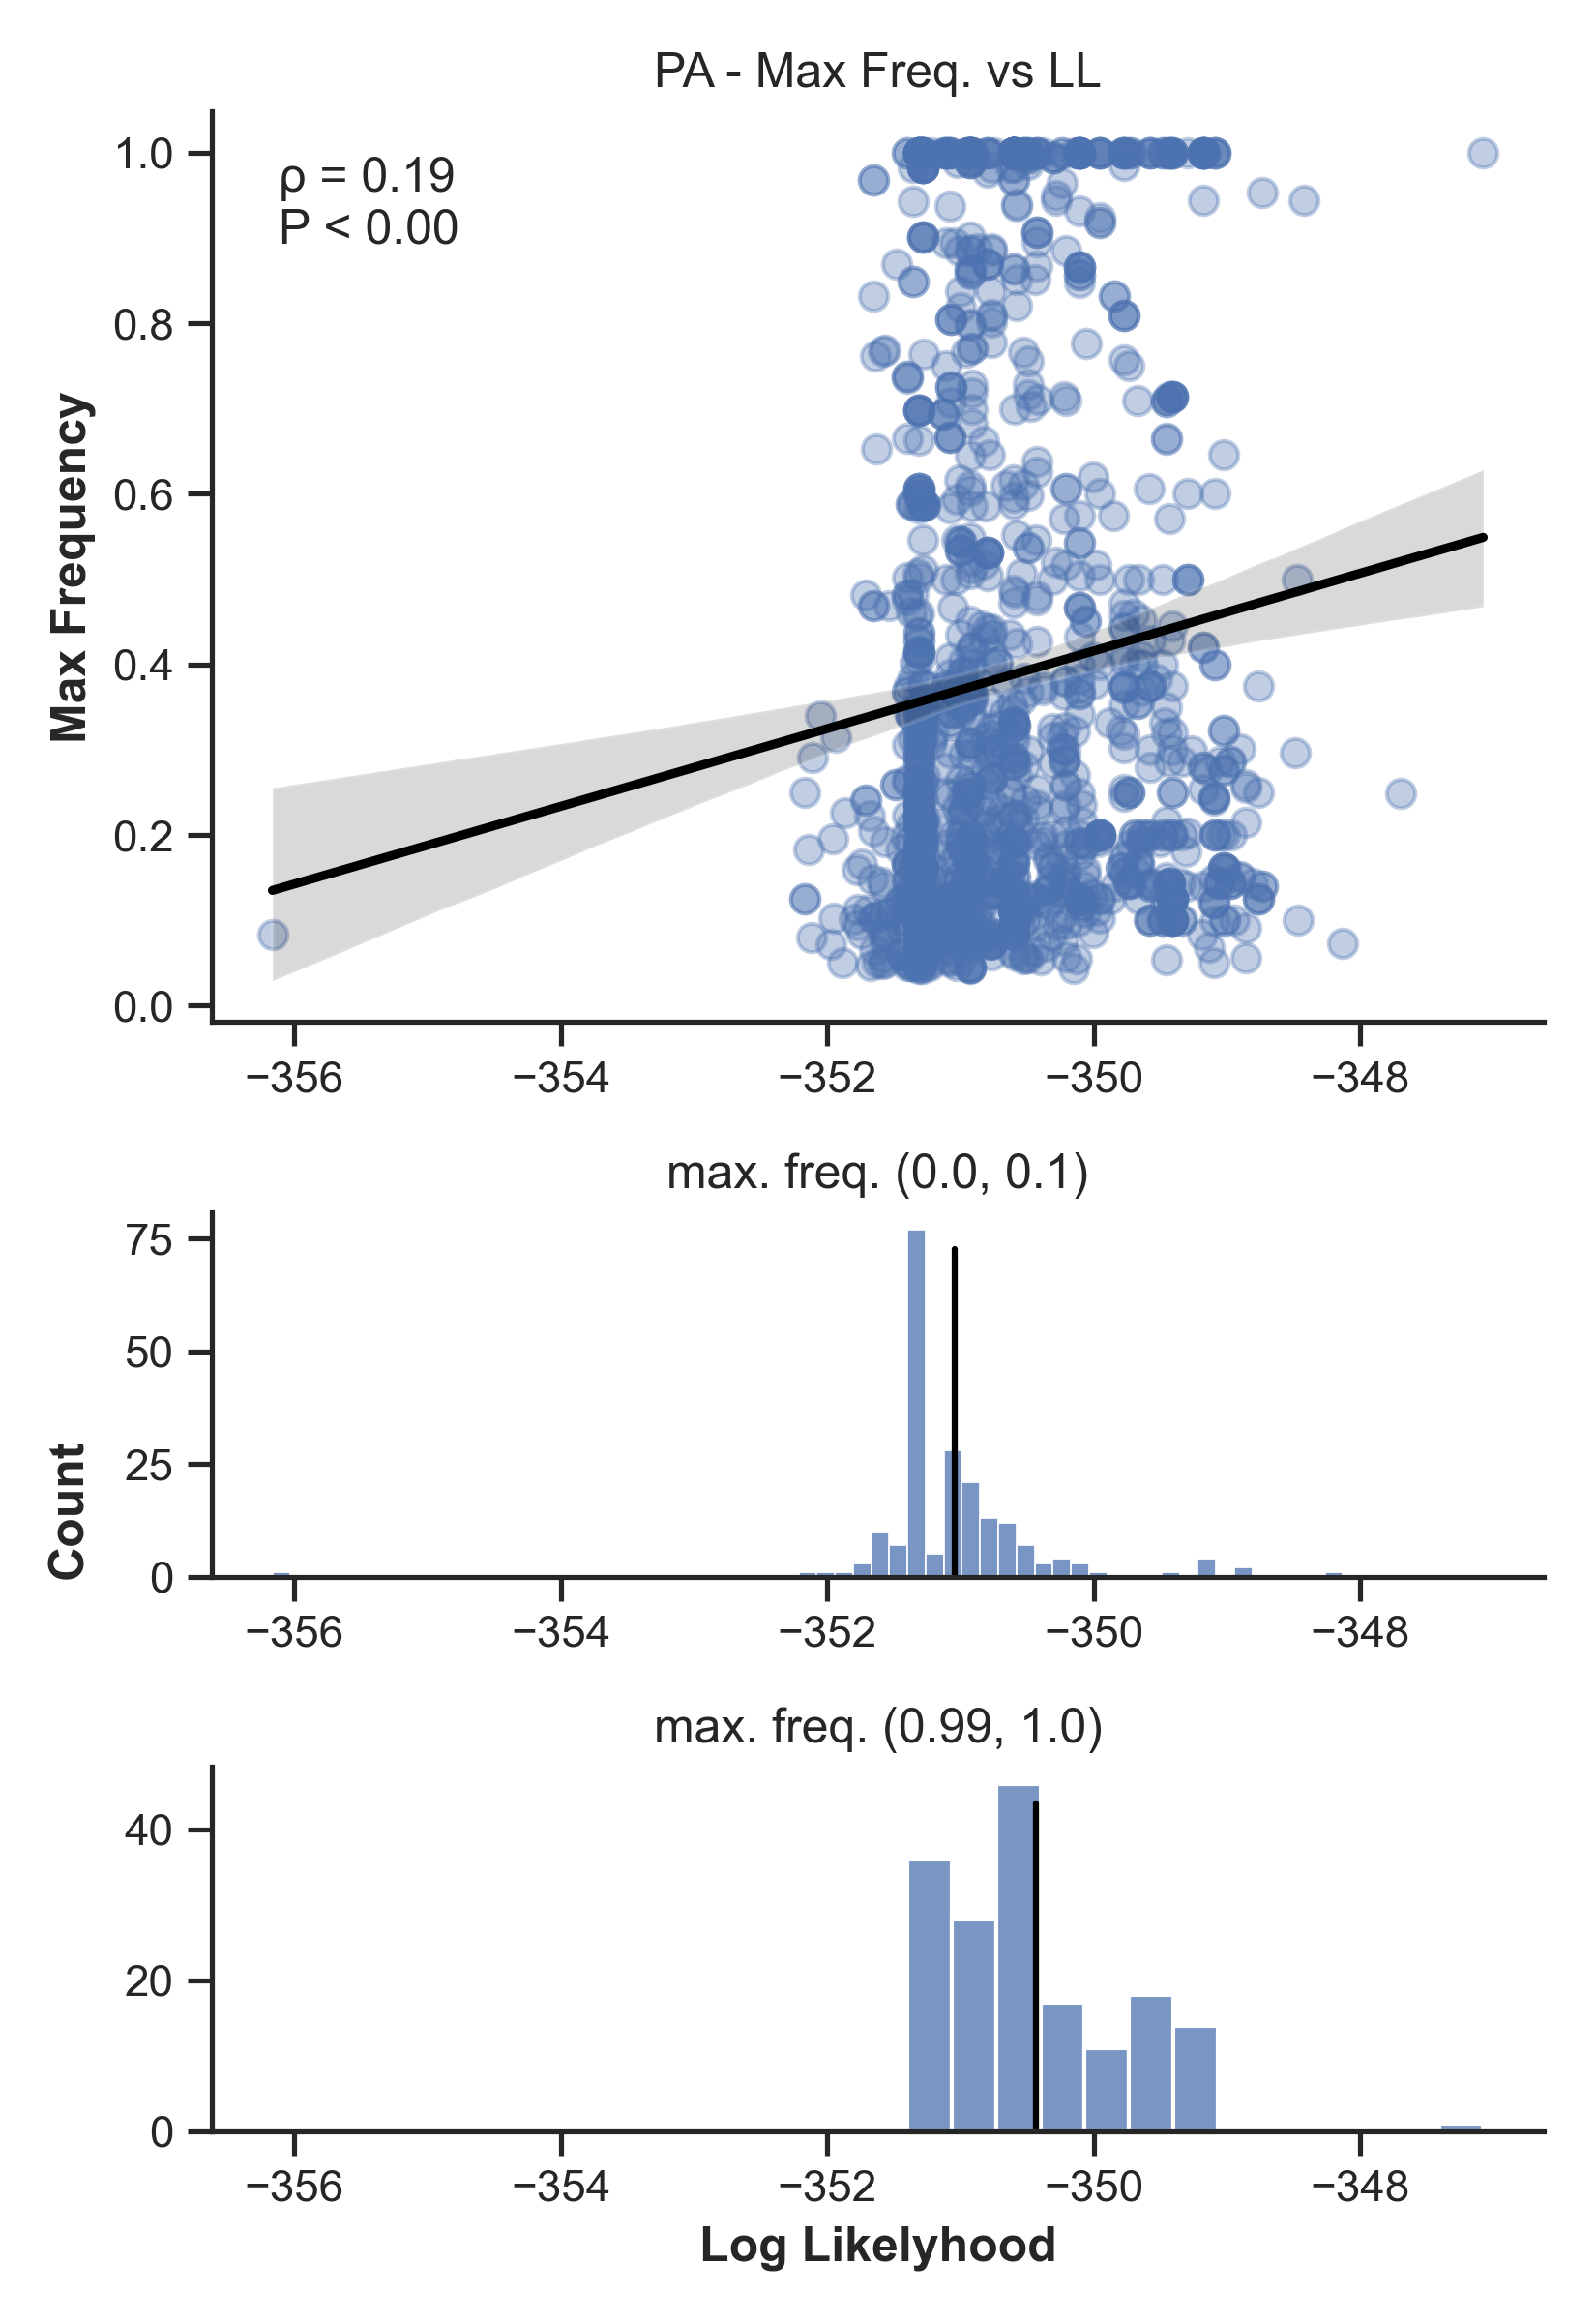 PA - Max Freq. vs LL
ρ = 0.19
P < 0.00
Max Frequency
1.0
0.8
0.6
0.4
0.2
0.0
−356 −354 −352 −350 −348
max. freq. (0.0, 0.1)
Count
75
50
25
0
−356 −354 −352 −350 −348
max. freq. (0.99, 1.0)
40
20
0
−356 −354 −352 −350 −348
Log Likelyhood